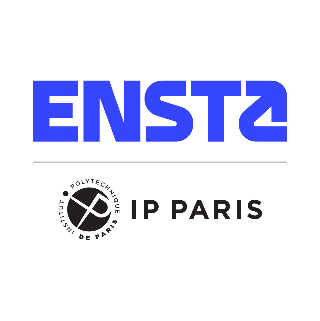 ENSTA
INSTITUT POLYTECHNIQUE DE PARIS
IP PARIS